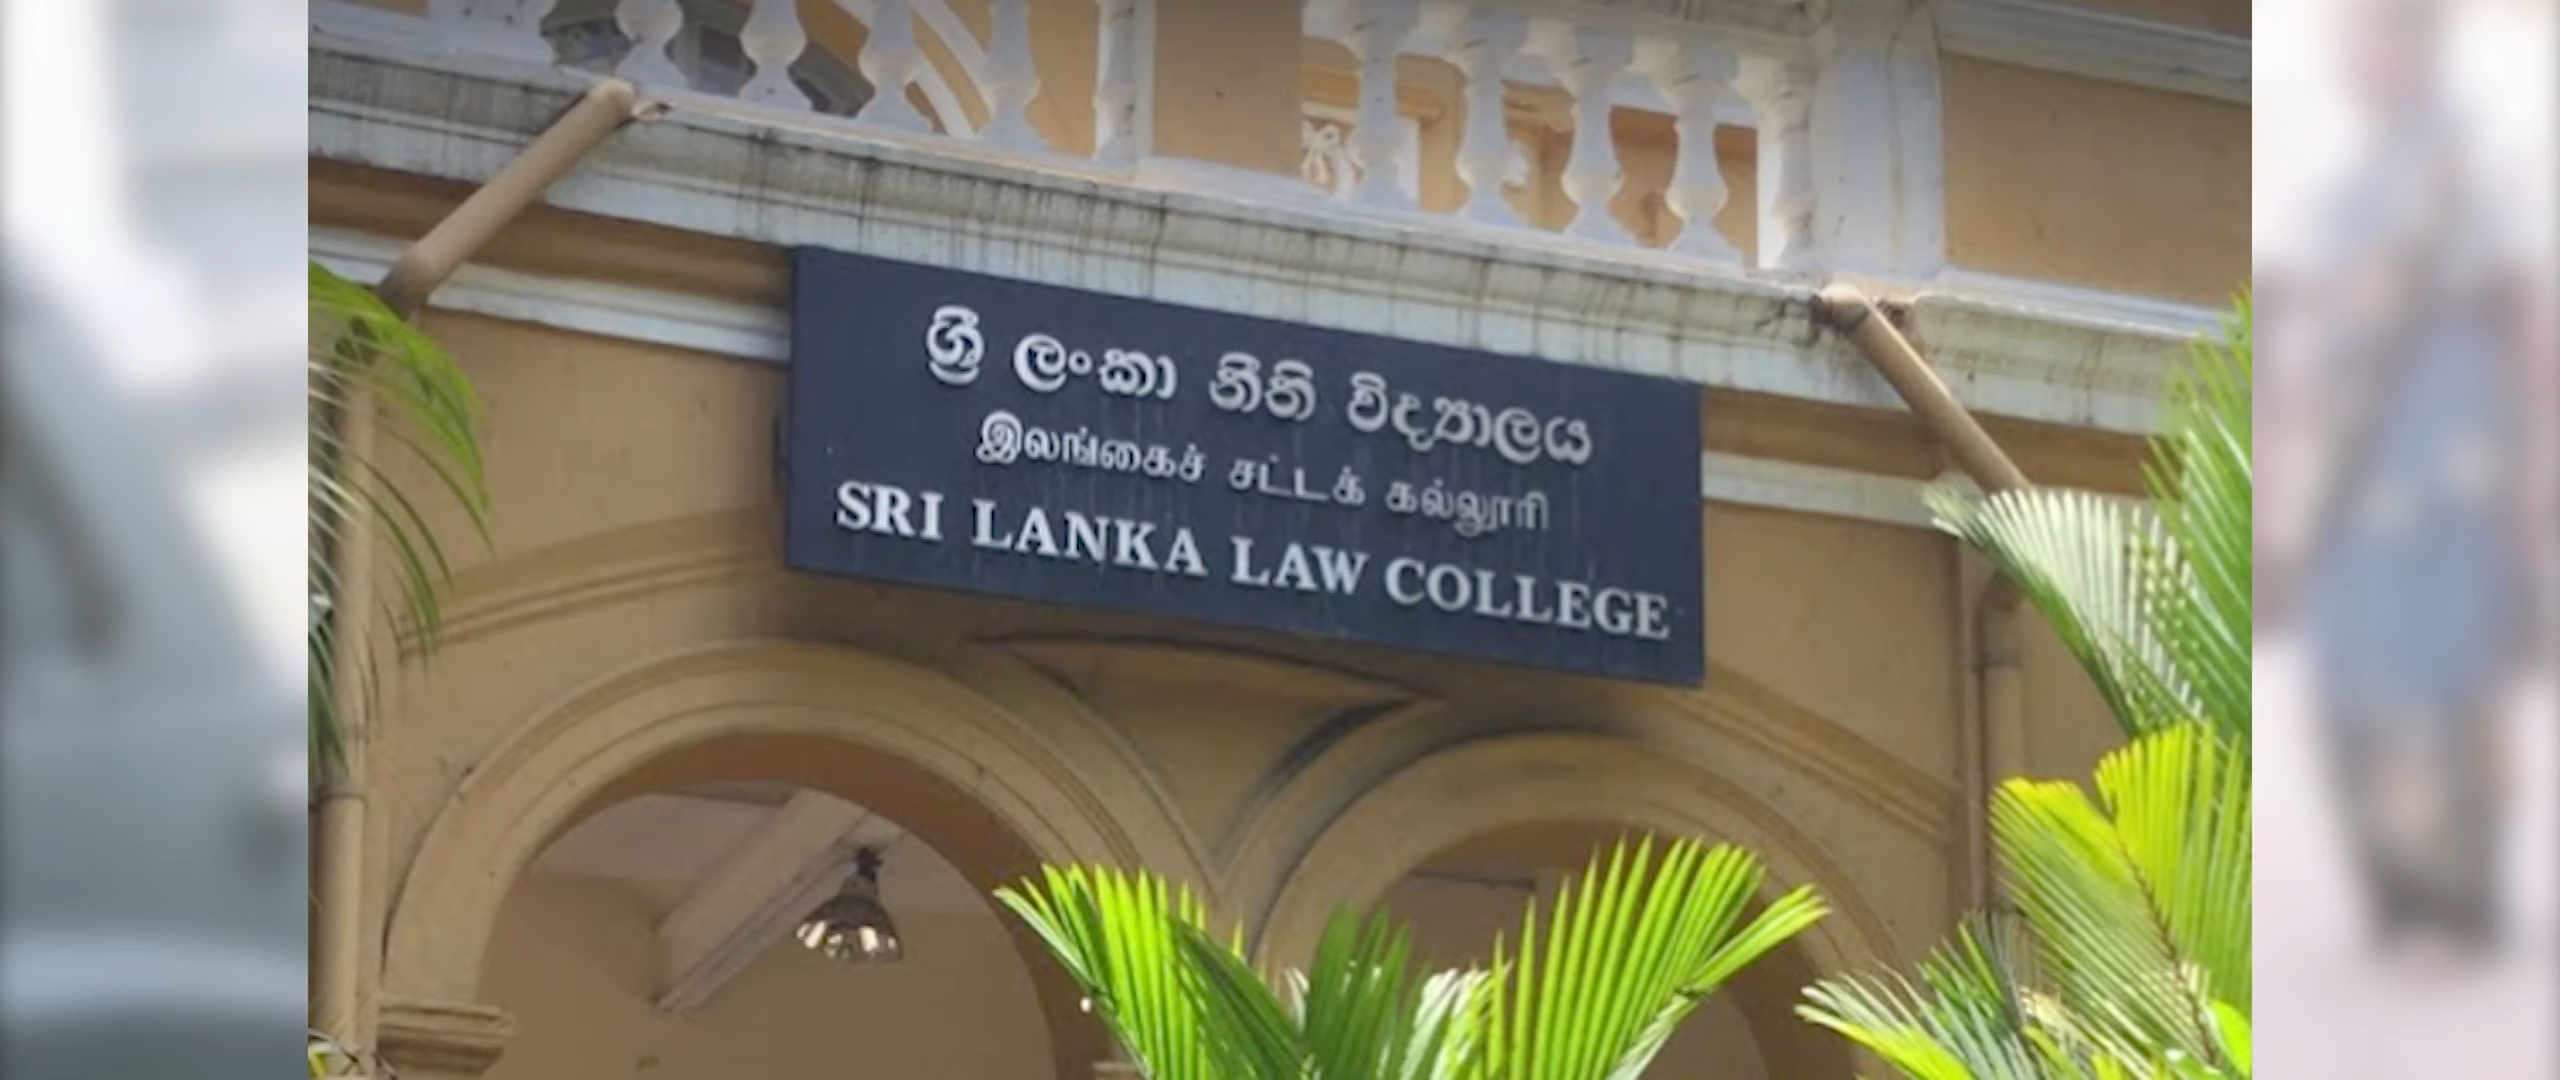 ශ්‍රී ලංකා නීති විද්‍යාලය
இலங்கைச் சட்டக் கல்லூரி
SRI LANKA LAW COLLEGE